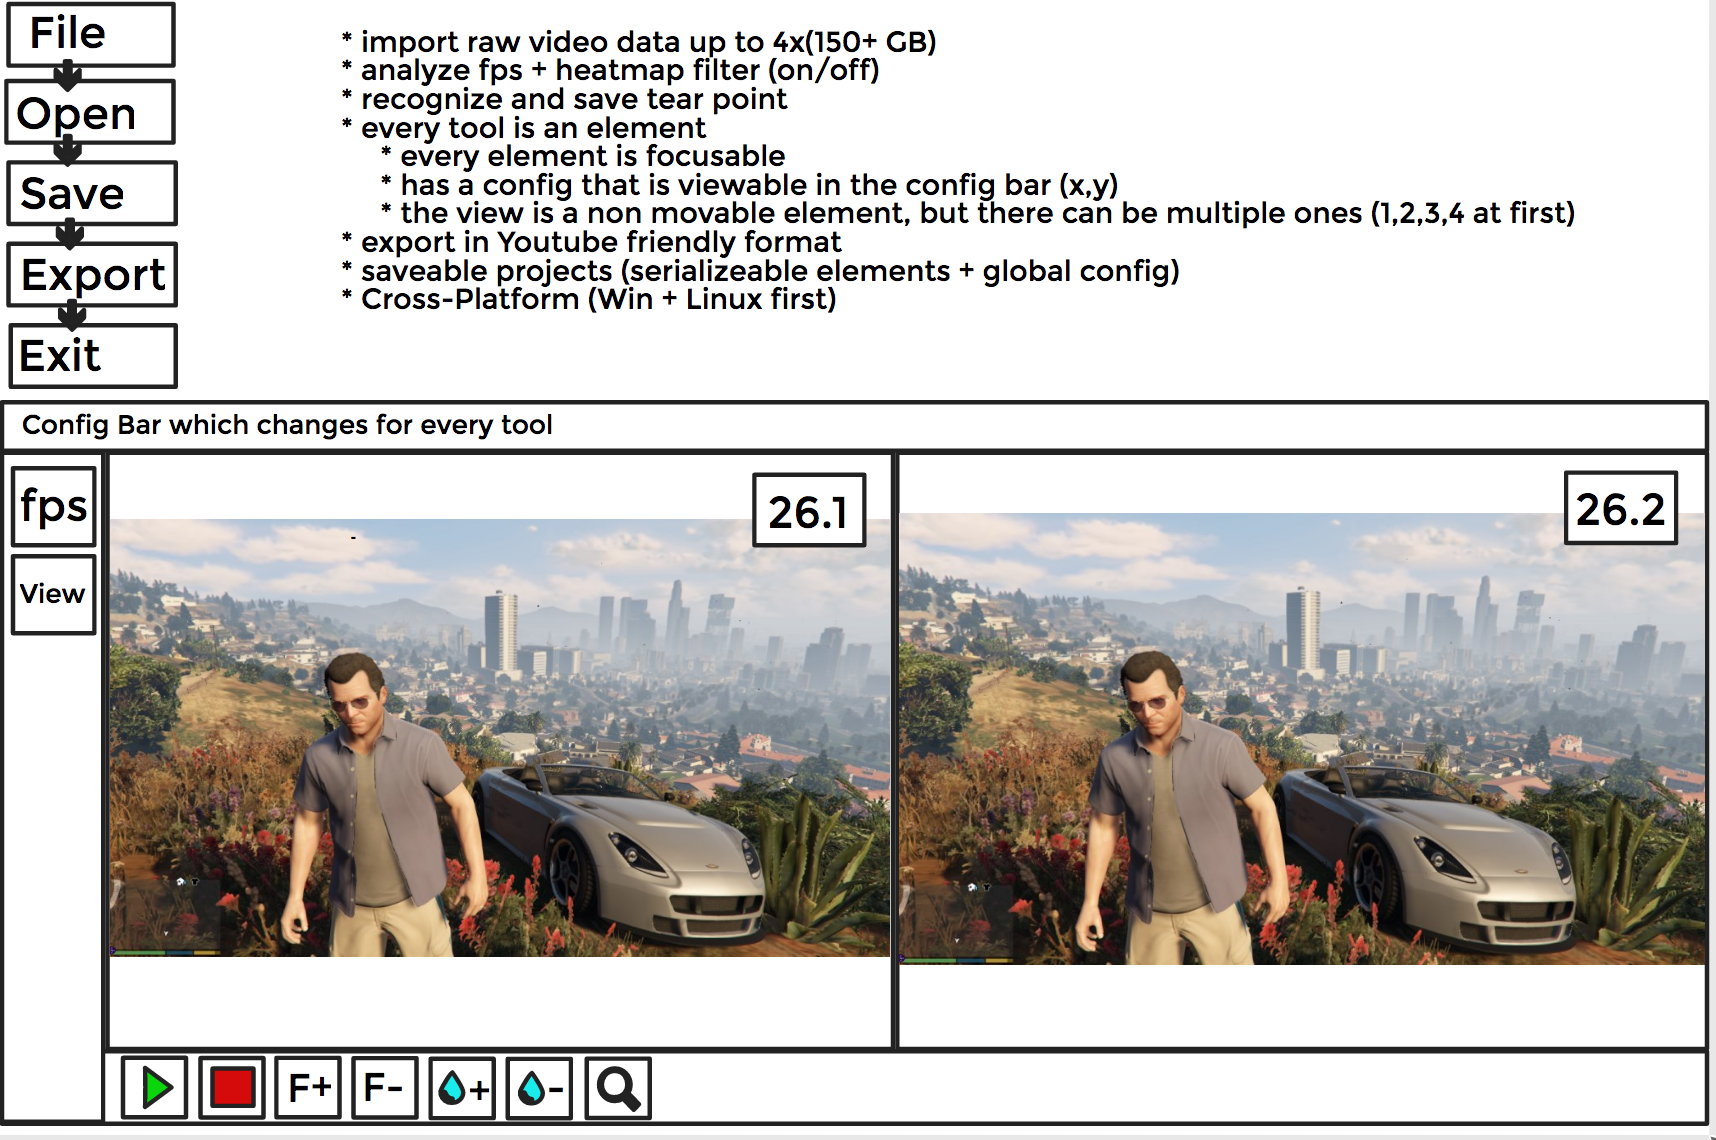 File
Open
Save
Export
Exit
* import raw video data up to 4x(150+ GB)
* analyze fps + heatmap filter (on/off)
* recognize and save tear point
* every tool is an element
* every element is focusable
* has a config that is viewable in the config bar (x,y)
* the view is a non movable element, but there can be multiple ones (1,2,3,4 at first)
* export in Youtube friendly format
* saveable projects (serializeable elements + global config)
* Cross-Platform (Win + Linux first)
Config Bar which changes for every tool
fps
View
26.1
26.2
F+
F-
+
-